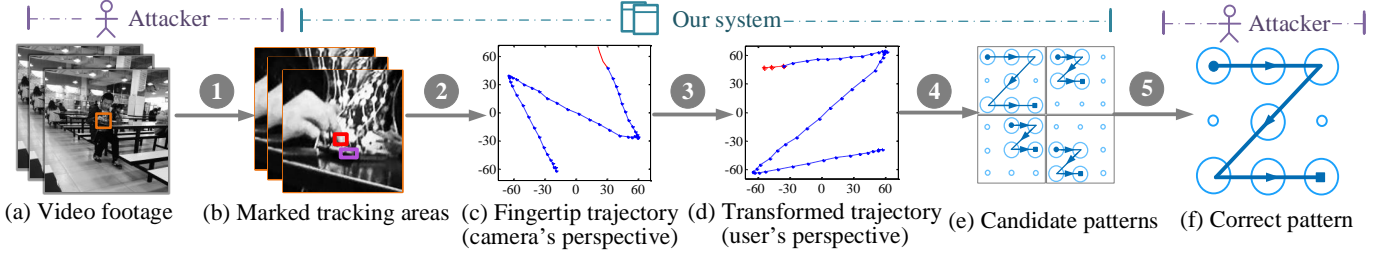 Attacker
Our system
Attacker
1
2
3
4
5
60
30
0
-30
-60
-60 -30 0 30 60
60
30
0
-30
60
-60 -30 0 30 60
(a) Video footage
(b) Marked tracking areas
(c) Fingertip trajectory
(camera's perspective)
(d) Transformed trajectory
(user's perspective)
(e) Candidate patterns
(f) Correct pattern